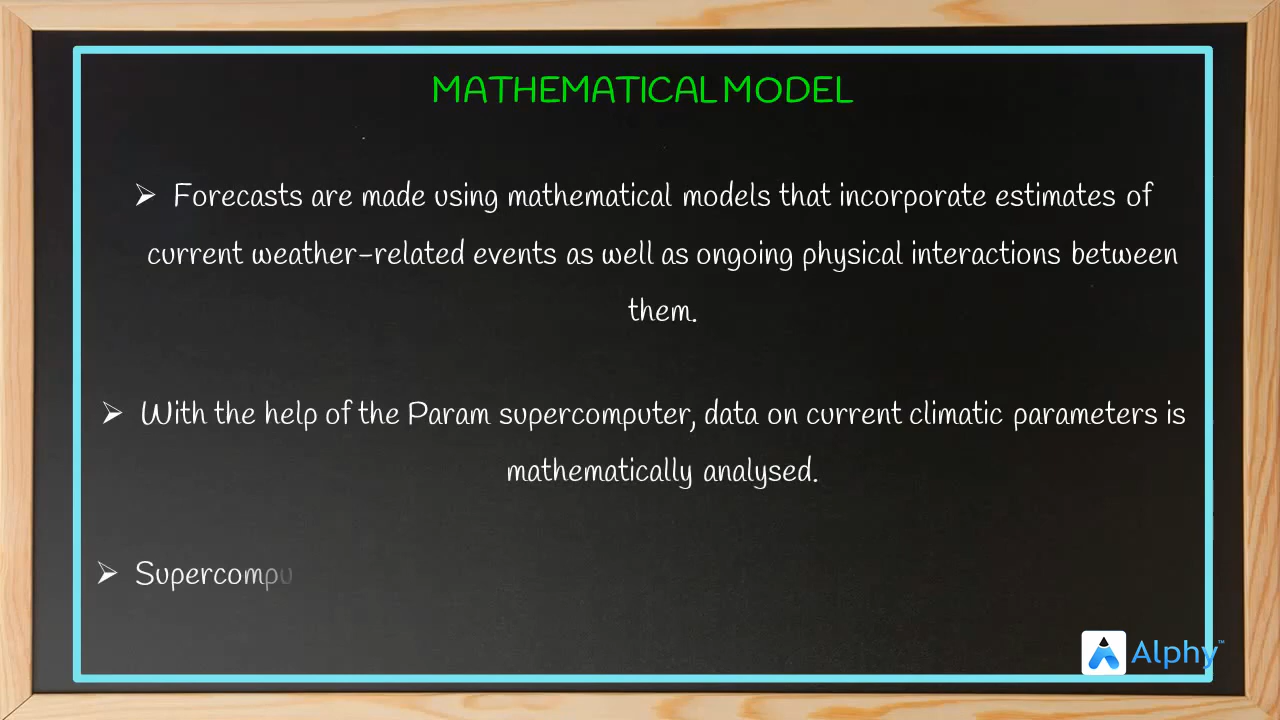 MATHEMATICAL MODEL
➢ Forecasts are made using mathematical models that incorporate estimates of
current weather-related events as well as ongoing physical interactions between
them.
➢ With the help of the Param supercomputer, data on current climatic parameters is
mathematically analysed.
➢ Supercompu
Alphy™